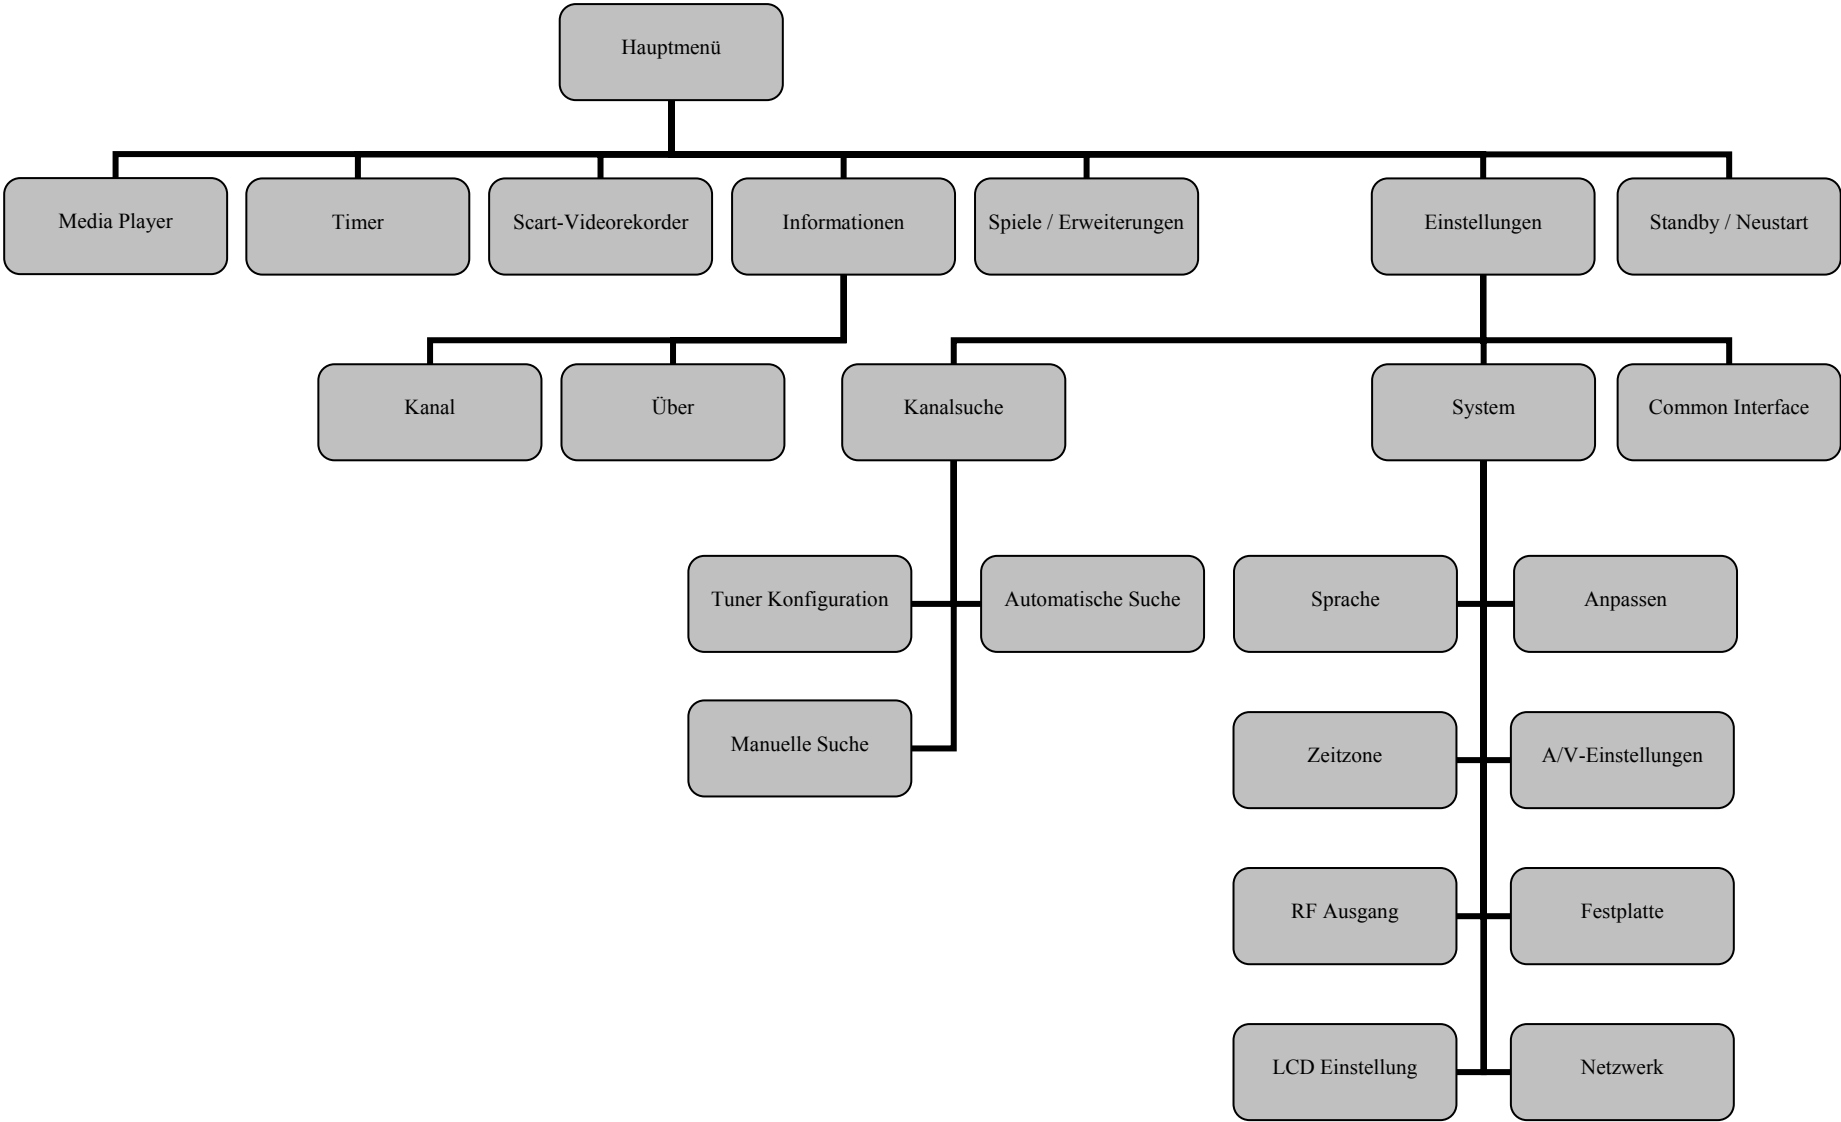 Hauptmenü
Media Player
Timer
Scart-Videorekorder
Informationen
Spiele / Erweiterungen
Einstellungen
Standby / Neustart
Kanal
Über
Kanalsuche
System
Common Interface
Tuner Konfiguration
Automatische Suche
Sprache
Anpassen
Manuelle Suche
Zeitzone
A/V-Einstellungen
RF Ausgang
Festplatte
LCD Einstellung
Netzwerk